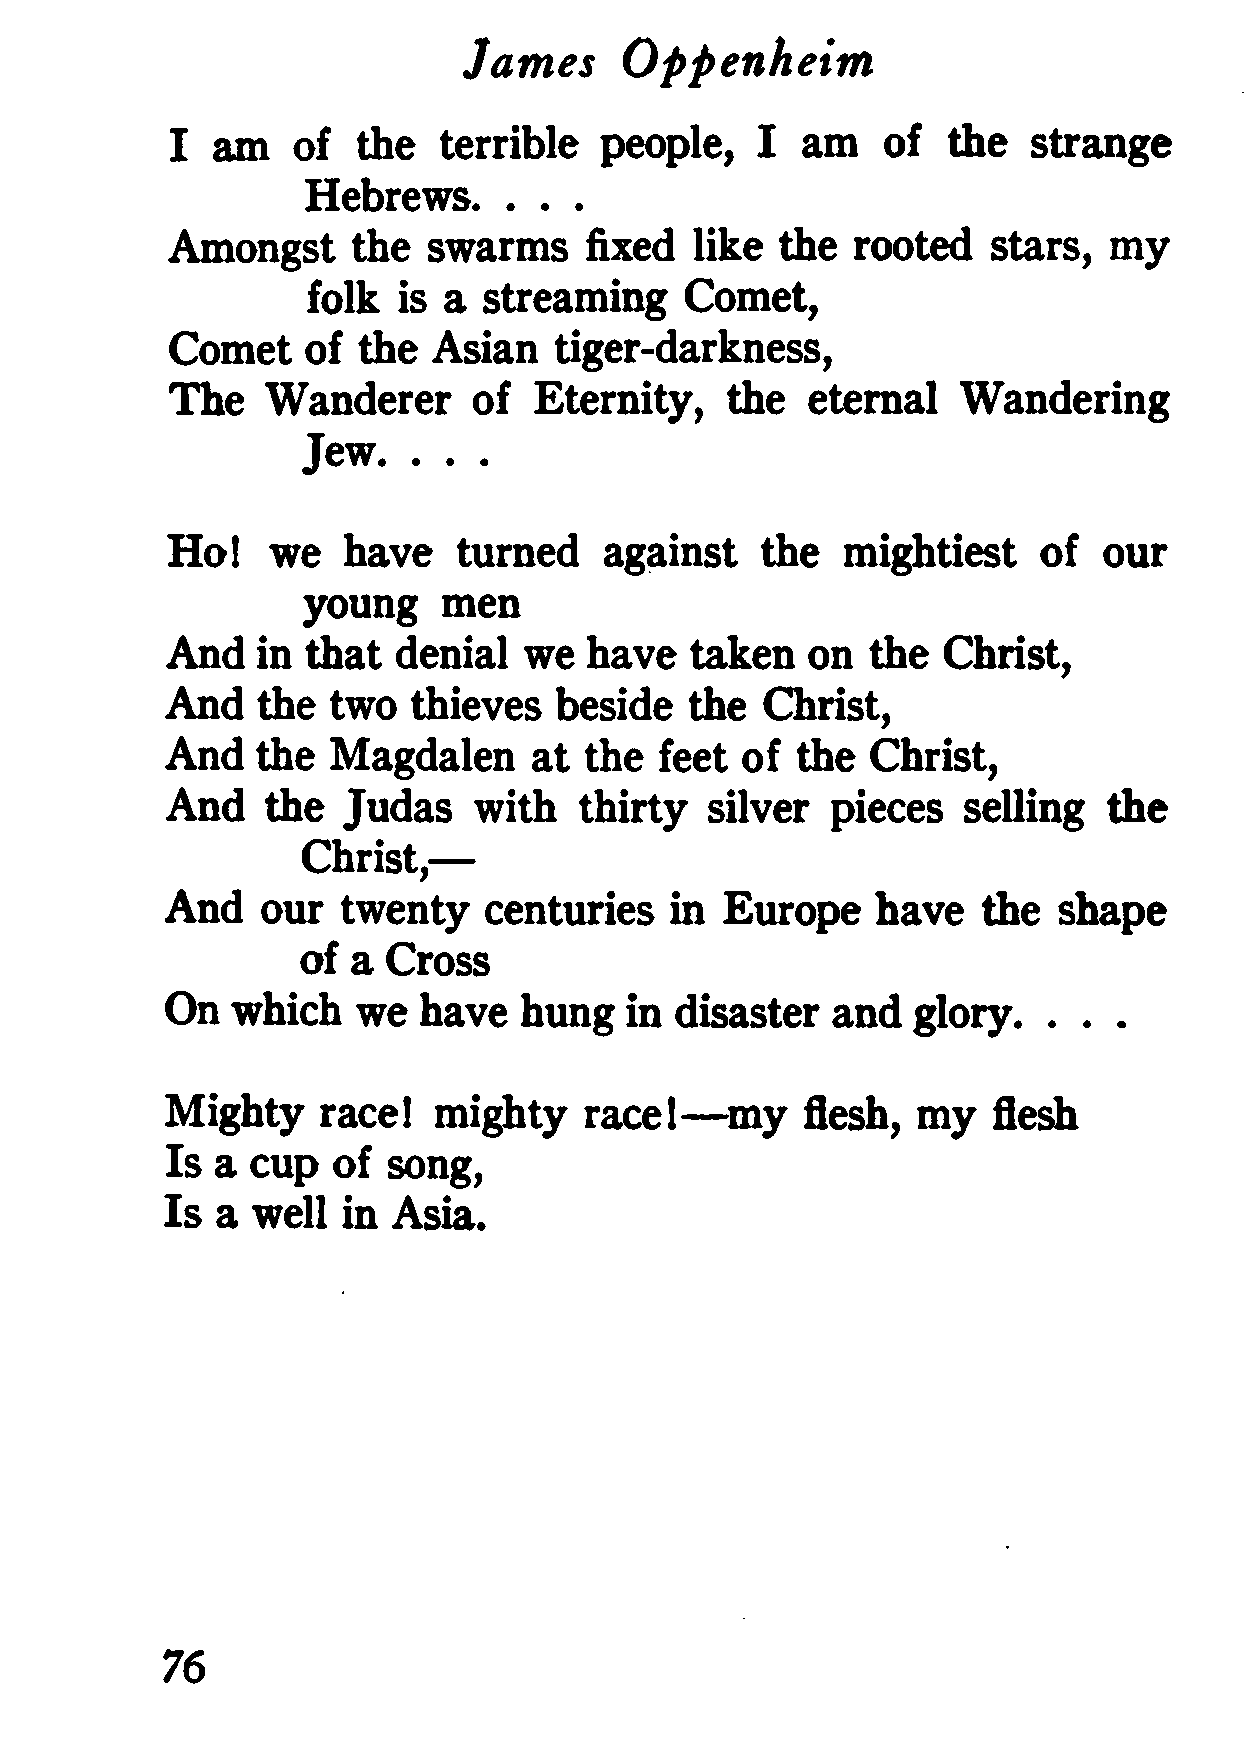 James Oppenheim
I am of the terrible people, I am of the strange
Hebrews. . . .
Amongst the swarms fixed like the rooted stars, my
folk is a streaming Comet,
Comet of the Asian tiger-darkness,
The Wanderer of Eternity, the eternal Wandering
Jew. . . .
Ho! we have turned against the mightiest of our
young men
And in that denial we have taken on the Christ,
And the two thieves beside the Christ,
And the Magdalen at the feet of the Christ,
And the Judas with thirty silver pieces selling the
Christ,—
And our twenty centuries in Europe have the shape
of a Cross
On which we have hung in disaster and glory. . . .
Mighty race! mighty race!—my flesh, my flesh
Is a cup of song,
Is a well in Asia.
76